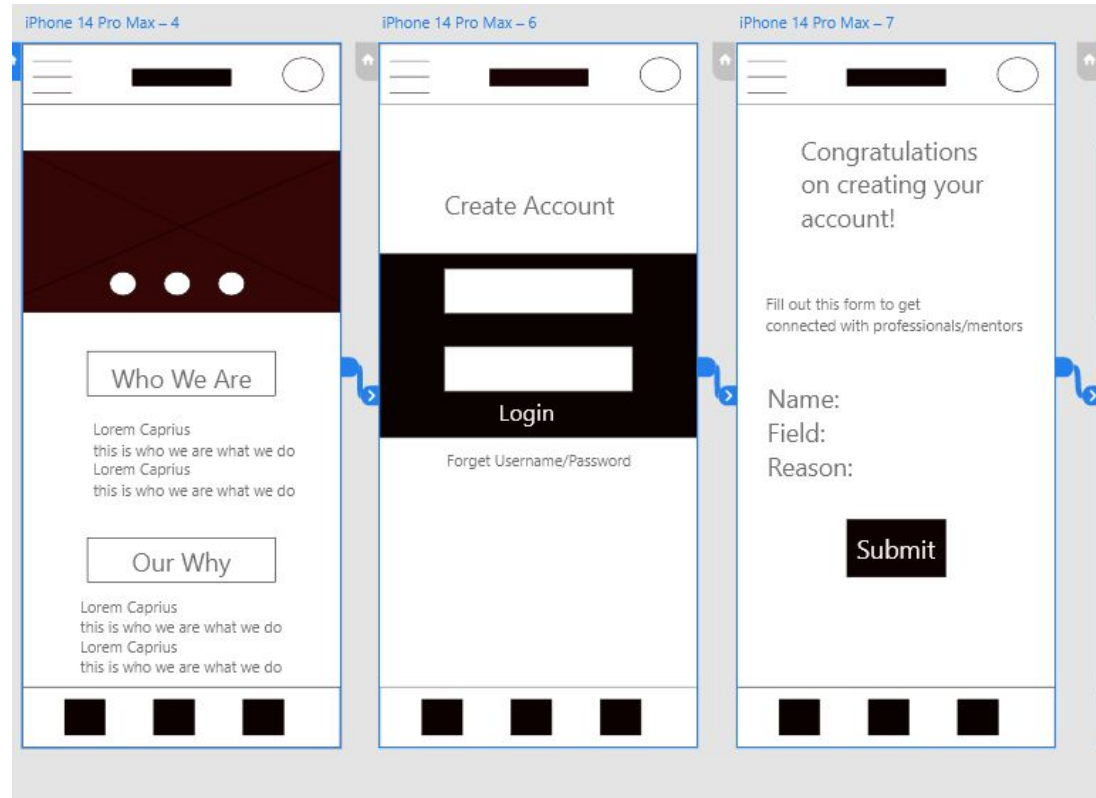 iPhone 14 Pro Max – 4
Who We Are
Lorem Caprius
this is who we are what we do
Lorem Caprius
this is who we are what we do
Our Why
Lorem Caprius
this is who we are what we do
Lorem Caprius
this is who we are what we do
iPhone 14 Pro Max – 6
Create Account
Login
Forget Username/Password
iPhone 14 Pro Max – 7
Congratulations
on creating your
account!
Fill out this form to get
connected with professionals/mentors
Name:
Field:
Reason:
Submit